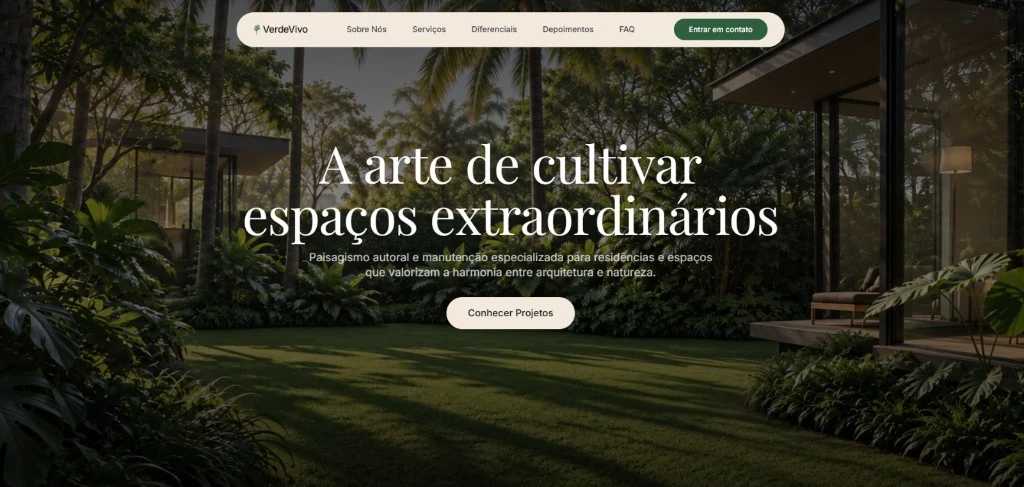 VerdeVivo
Sobre Nós
Serviços
Diferenciais
Depoimentos
FAQ
Entrar em contato
A arte de cultivar
espaços extraordinários
Paisagismo autoral e manutenção especializada para residências e espaços
que valorizam a harmonia entre arquitetura e natureza.
Conhecer Projetos